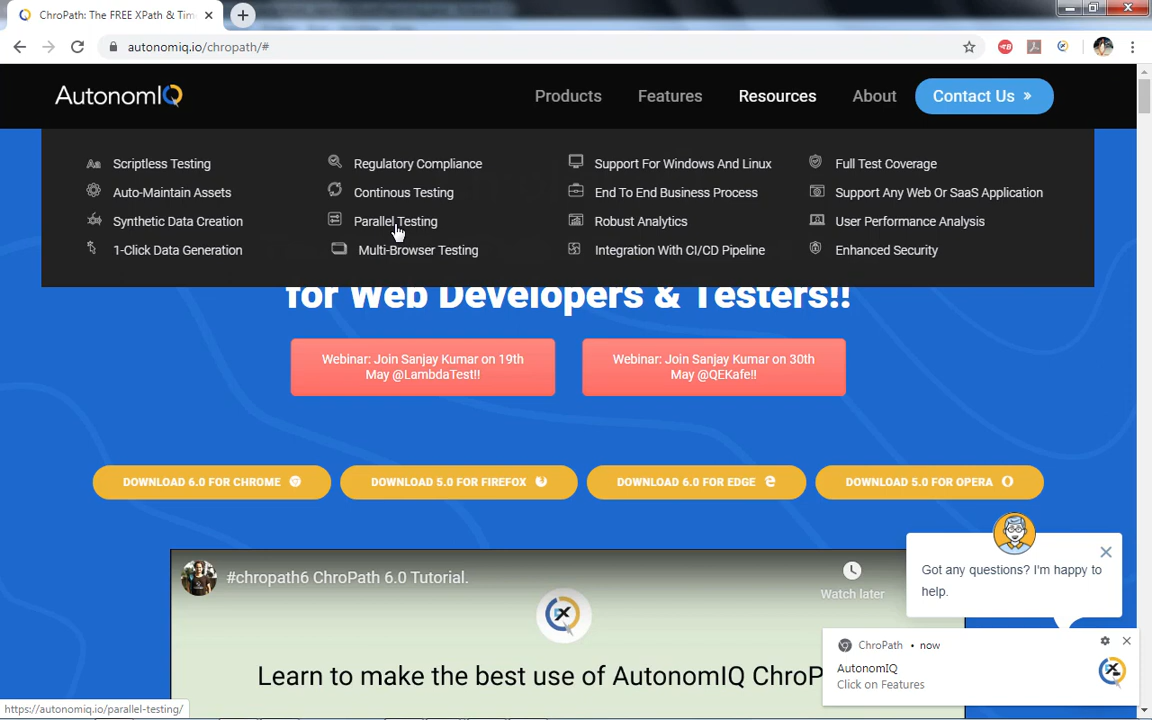 ChroPath: The FREE XPath & Tim
autonomiq.io/chropath/#
AutonomIQ
Products
Features
Resources
About
Contact Us »
Aa Scriptless Testing
Regulatory Compliance
Support For Windows And Linux
Full Test Coverage
Auto-Maintain Assets
Continous Testing
End To End Business Process
Support Any Web Or SaaS Application
Synthetic Data Creation
Parallel Testing
Robust Analytics
User Performance Analysis
1-Click Data Generation
Multi-Browser Testing
Integration With CI/CD Pipeline
Enhanced Security
for Web Developers & Testers!!
Webinar: Join Sanjay Kumar on 19th
May @LambdaTest!!
Webinar: Join Sanjay Kumar on 30th
May @QEKafe!!
DOWNLOAD 6.0 FOR CHROME
DOWNLOAD 5.0 FOR FIREFOX
DOWNLOAD 6.0 FOR EDGE
DOWNLOAD 5.0 FOR OPERA
#chropath6 ChroPath 6.0 Tutorial.
Watch later
Got any questions? I'm happy to
help.
Learn to make the best use of AutonomIQ ChroP
ChroPath • now
AutonomIQ
Click on Features
https://autonomiq.io/parallel-testing/